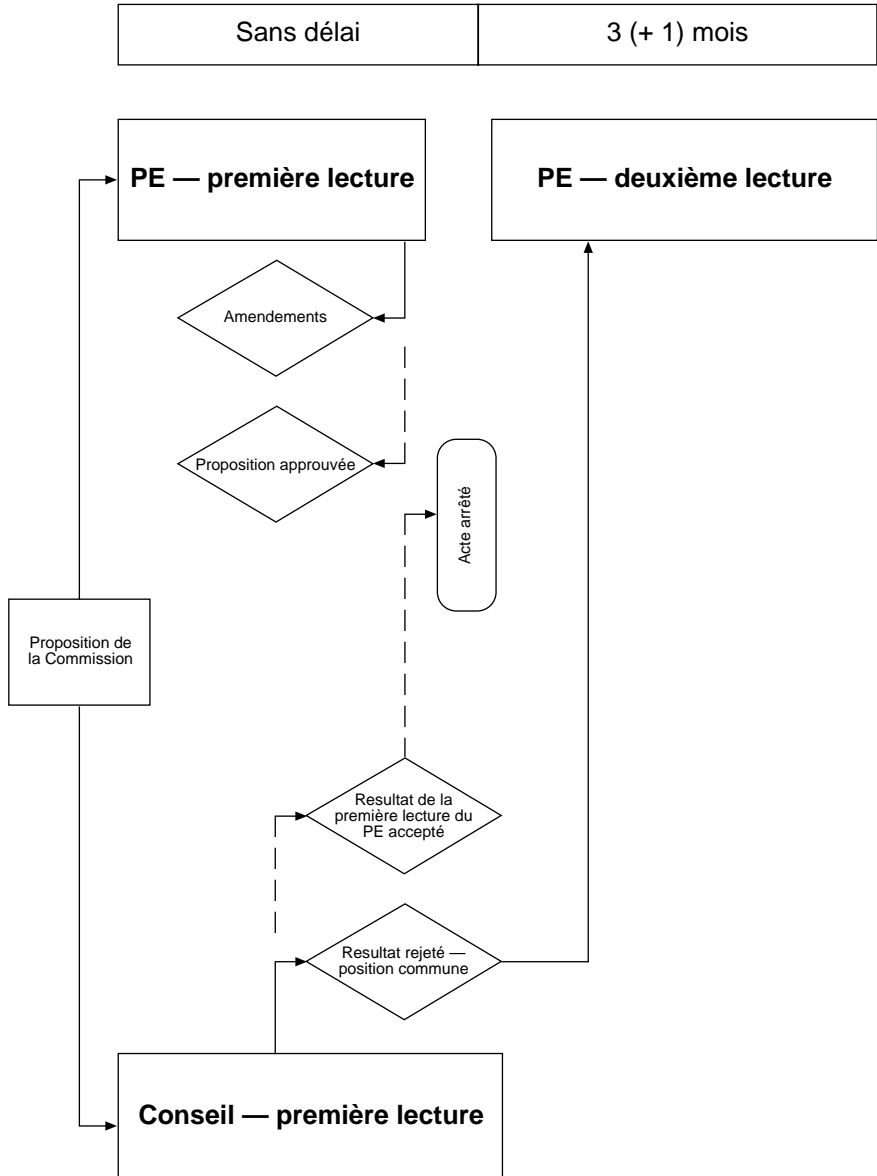 Sans délai
3 (+ 1) mois
PE — première lecture
PE — deuxième lecture
Amendements
Proposition approuvée
Acte arrêté
Proposition de
la Commission
Resultat de la
première lecture du
PE accepté
Resultat rejeté —
position commune
Conseil — première lecture